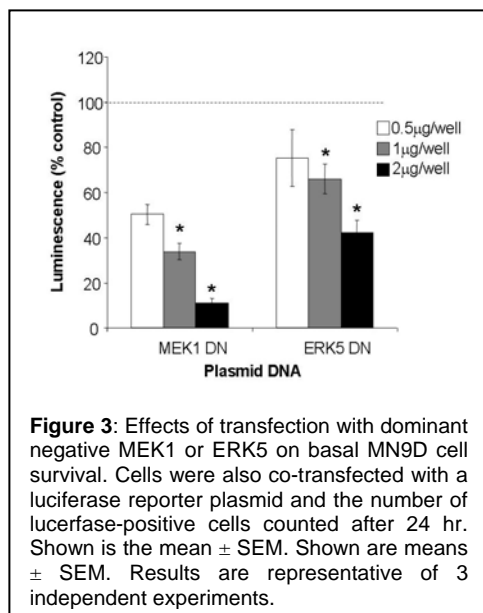 120
100
80
60
40
20
0
Luminescence (% control)
0.5µg/well
1µg/well
2µg/well
*
*
*
*
MEK1 DN
ERK5 DN
Plasmid DNA
Figure 3: Effects of transfection with dominant
negative MEK1 or ERK5 on basal MN9D cell
survival. Cells were also co-transfected with a
luciferase reporter plasmid and the number of
lucerfase-positive cells counted after 24 hr.
Shown is the mean ± SEM. Shown are means
± SEM. Results are representative of 3
independent experiments.